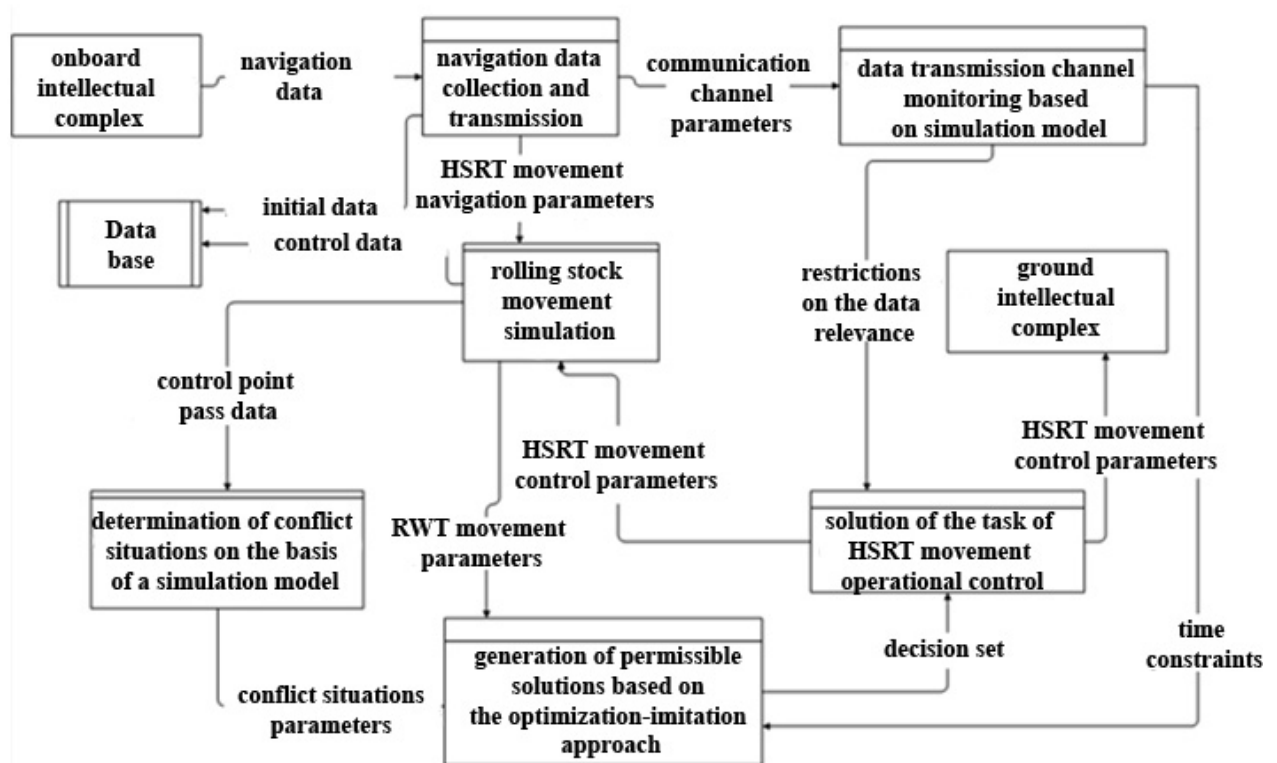 onboard
intellectual
complex
navigation
data
navigation data
collection and
transmission
communication
channel
parameters
data transmission channel
monitoring based
on simulation model
HSRT movement
navigation parameters
initial data
control data
Data
base
rolling stock
movement
simulation
restrictions
on the data
relevance
ground
intellectual
complex
control point
pass data
HSRT movement
control parameters
HSRT movement
control parameters
determination of conflict
situations on the basis
of a simulation model
RWT movement
parameters
solution of the task of
HSRT movement
operational control
conflict situations
parameters
generation of permissible
solutions based on
the optimization-imitation
approach
decision set
time
constraints